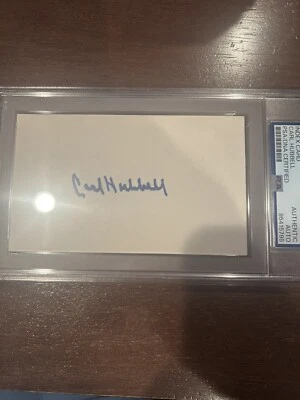 Carl Hubbell
INDEX CARD
CARL HUBBELL
PSA/DNA CERTIFIED
AUTHENTIC
AUTO